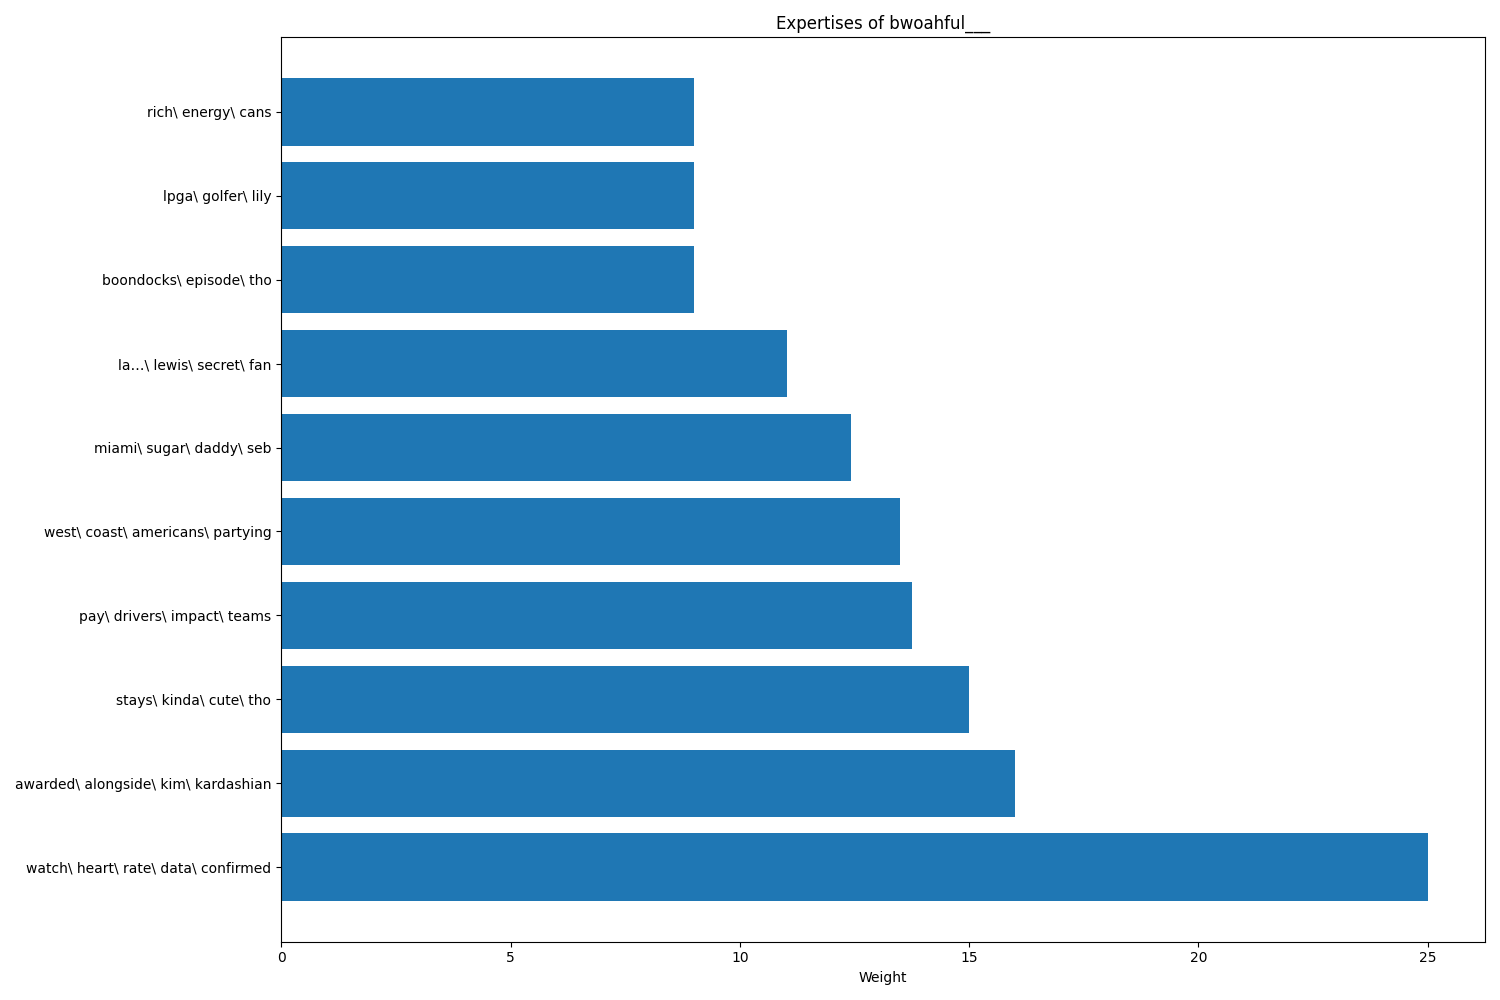 Expertises of bwoahful___
rich\ energy\ cans
lpga\ golfer\ lily
boondocks\ episode\ tho
la...\ lewis\ secret\ fan
miami\ sugar\ daddy\ seb
west\ coast\ americans\ partying
pay\ drivers\ impact\ teams
stays\ kinda\ cute\ tho
awarded\ alongside\ kim\ kardashian
watch\ heart\ rate\ data\ confirmed
0 5 10 15 20 25
Weight